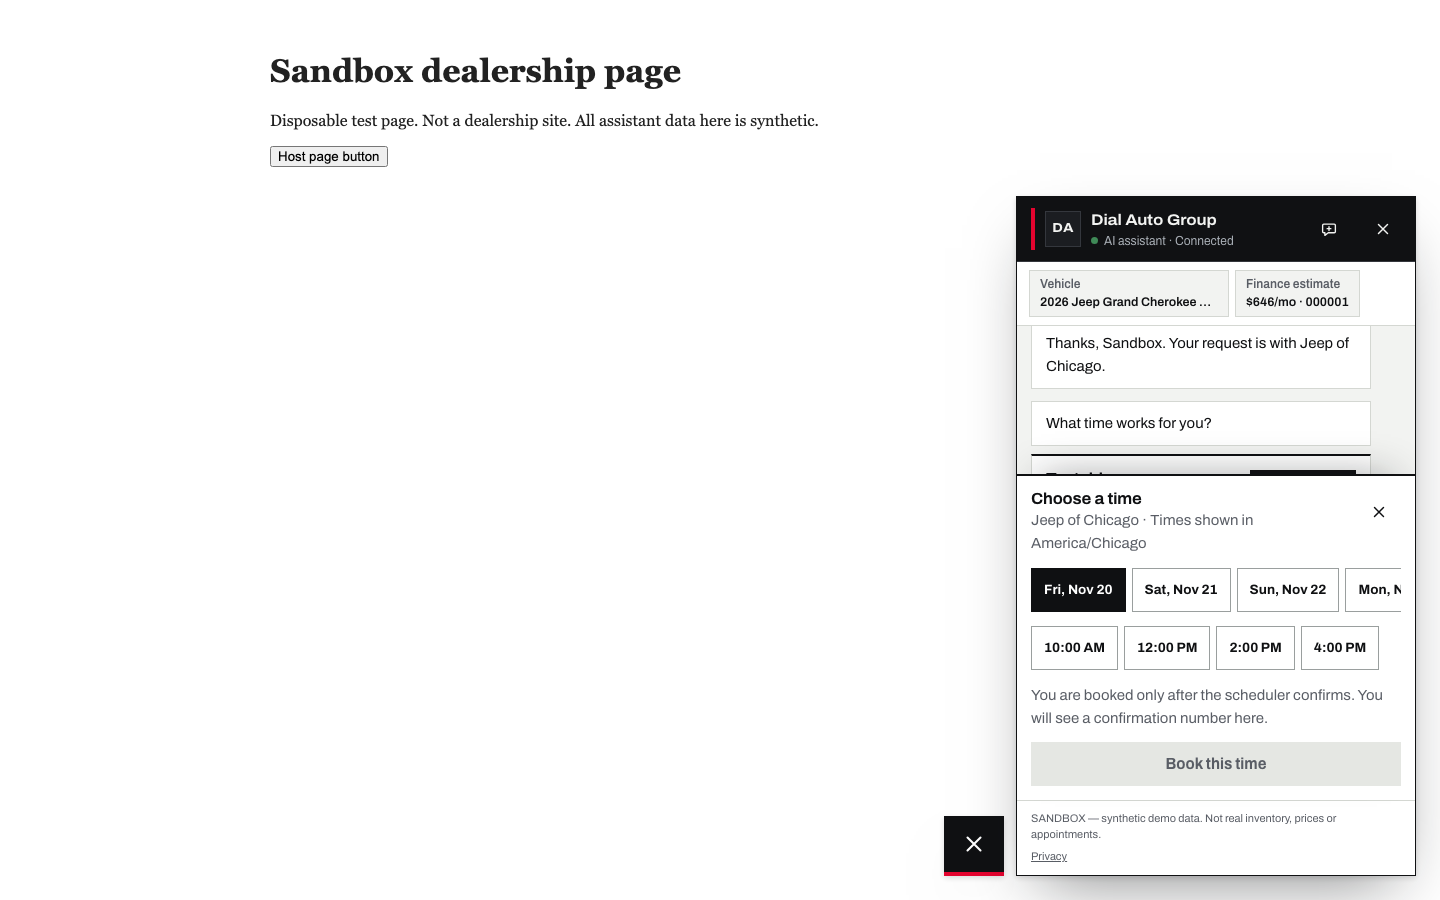 Sandbox dealership page
Disposable test page. Not a dealership site. All assistant data here is synthetic.
Host page button
DA
Dial Auto Group
AI assistant · Connected
Vehicle
2026 Jeep Grand Cherokee ...
Finance estimate
$646/mo · 000001
Thanks, Sandbox. Your request is with Jeep of
Chicago.
What time works for you?
Choose a time
Jeep of Chicago · Times shown in
America/Chicago
Fri, Nov 20
Sat, Nov 21
Sun, Nov 22
Mon,
10:00 AM
12:00 PM
2:00 PM
4:00 PM
You are booked only after the scheduler confirms. You
will see a confirmation number here.
Book this time
SANDBOX — synthetic demo data. Not real inventory, prices or
appointments.
Privacy